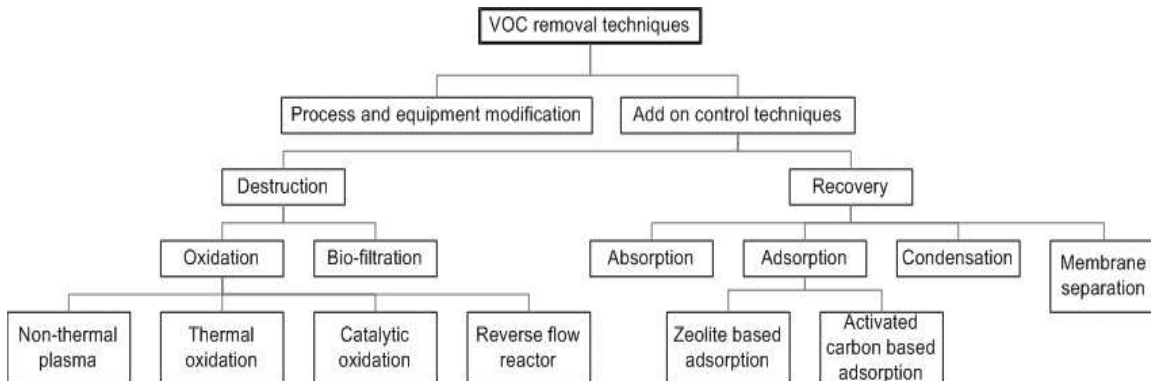 VOC removal techniques
Process and equipment modification
Add on control techniques
Destruction
Recovery
Oxidation
Bio-filtration
Absorption
Adsorption
Condensation
Membrane
separation
Non-thermal
plasma
Thermal
oxidation
Catalytic
oxidation
Reverse flow
reactor
Zeolite based
adsorption
Activated
carbon based
adsorption